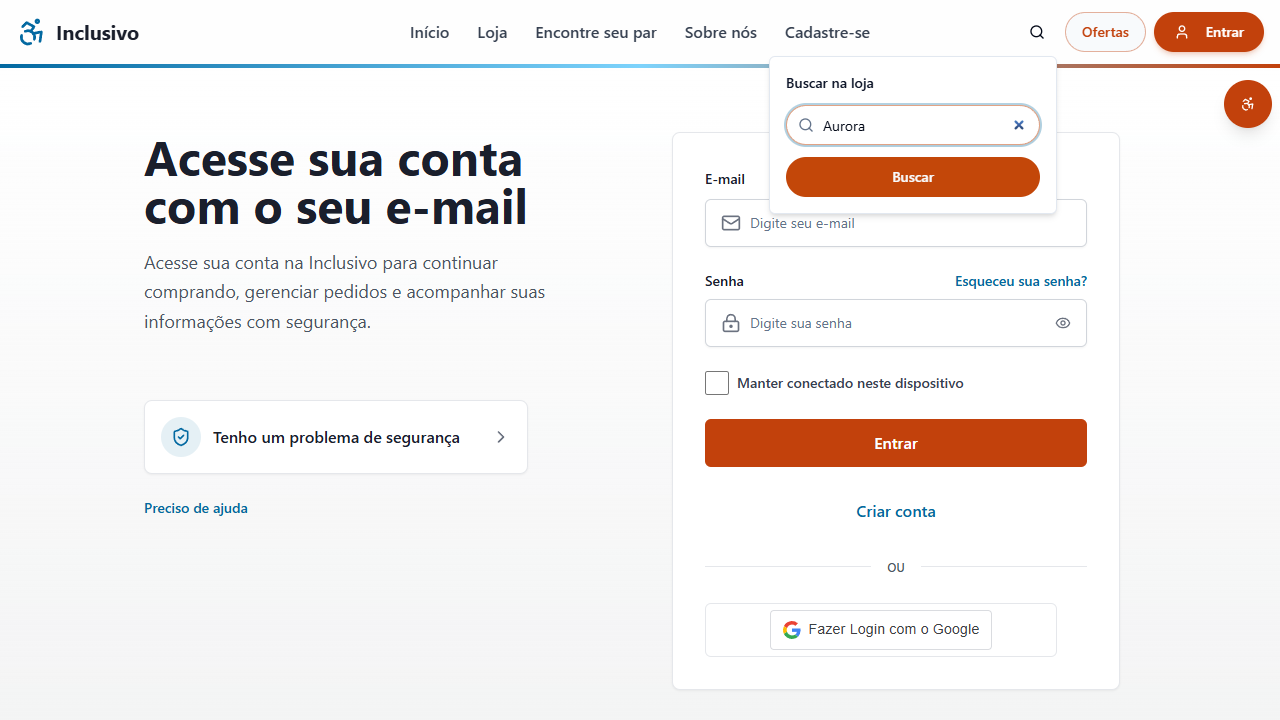 Inclusivo
Início
Loja
Encontre seu par
Sobre nós
Cadastre-se
Ofertas
Entrar
Buscar na loja
Aurora
Buscar
Acesse sua conta
com o seu e-mail
Acesse sua conta na Inclusivo para continuar
comprando, gerenciar pedidos e acompanhar suas
informações com segurança.
Tenho um problema de segurança
Preciso de ajuda
E-mail
Digite seu e-mail
Senha
Esqueceu sua senha?
Digite sua senha
Manter conectado neste dispositivo
Entrar
Criar conta
OU
Fazer Login com o Google